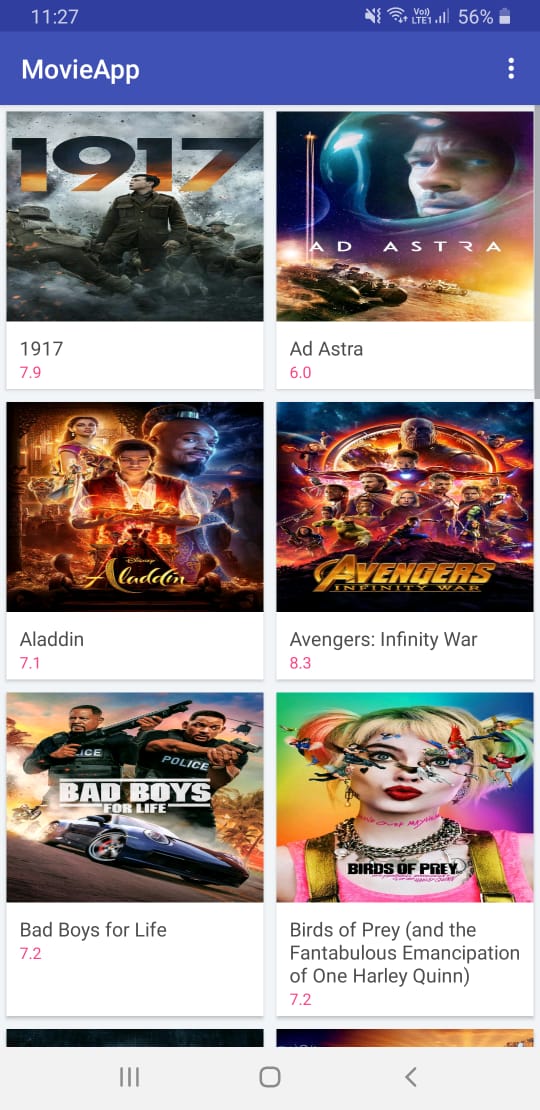 11:27
Vo)) LTE1
56%
MovieApp
1917
AD ASTRA
1917
7.9
Ad Astra
6.0
Disney
Aladdin
AVENGERS
INFINITY WAR
Aladdin
7.1
Avengers: Infinity War
8.3
ICE
POLICE
BAD BOYS
FOR LIFE
BIRDS OF PREY
Bad Boys for Life
7.2
Birds of Prey (and the
Fantabulous Emancipation
of One Harley Quinn)
7.2